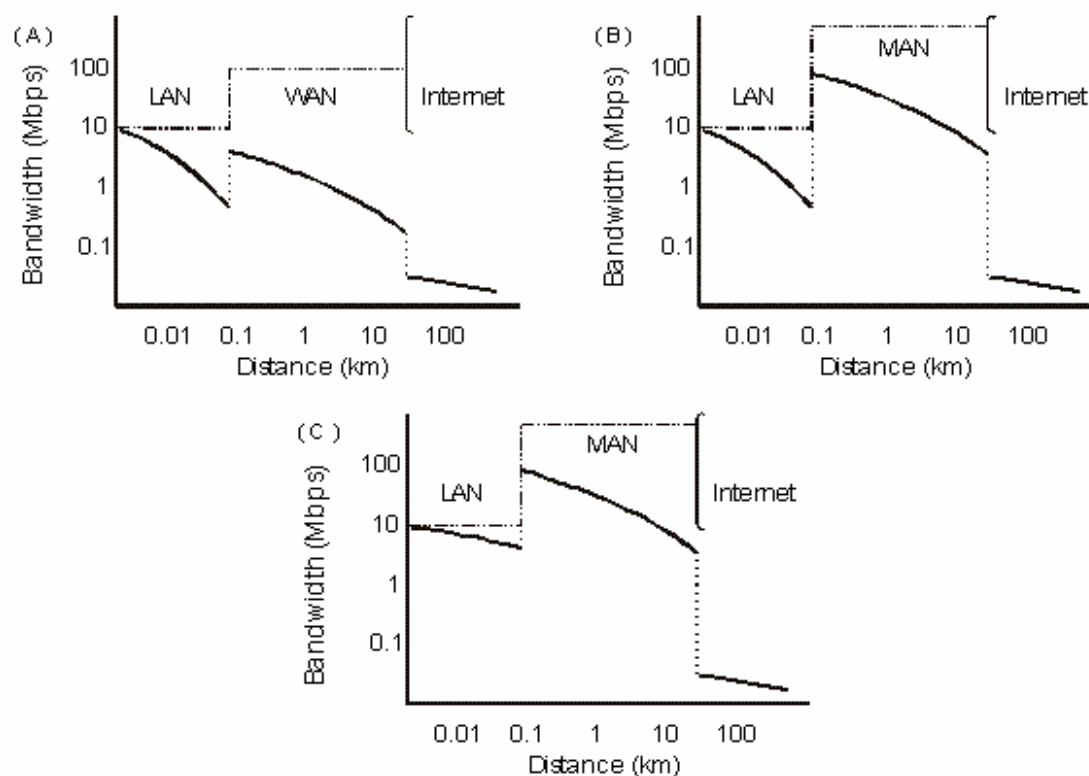 (A)
Bandwidth (Mbps)
100
10
1
0.1
LAN
WAN
Internet
0.01 0.1 1 10 100
Distance (km)
(B)
Bandwidth (Mbps)
100
10
1
0.1
LAN
MAN
Internet
0.01 0.1 1 10 100
Distance (km)
(C)
Bandwidth (Mbps)
100
10
1
0.1
LAN
MAN
Internet
0.01 0.1 1 10 100
Distance (km)